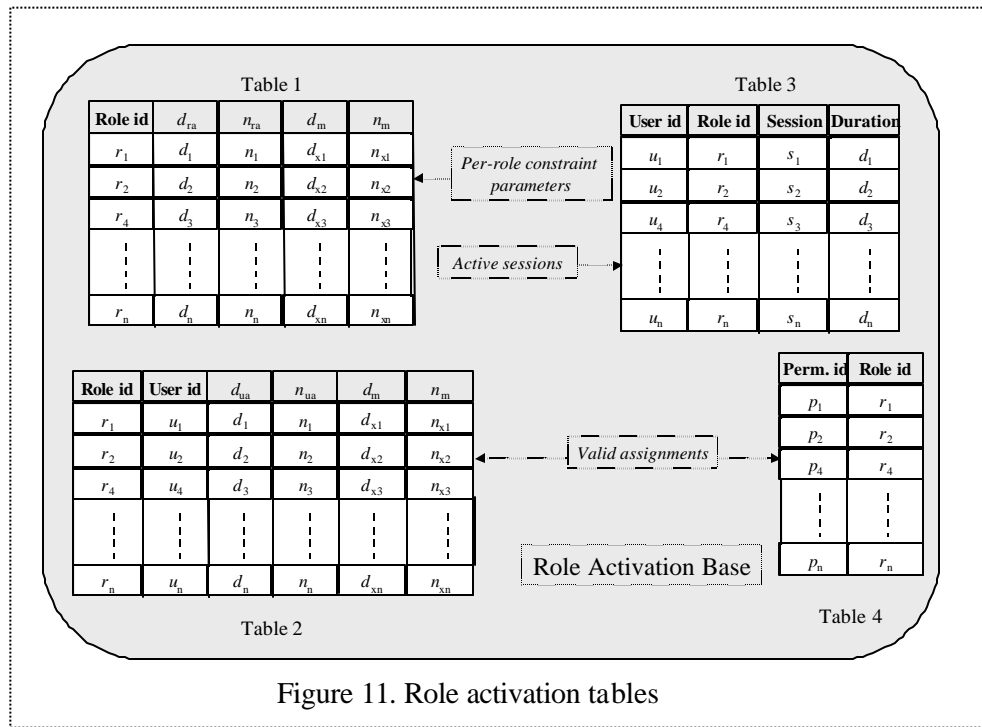 Table 1
Role id d_ra n_ra d_m n_m
r_1 d_1 n_1 d_x1 n_x1
r_2 d_2 n_2 d_x2 n_x2
r_4 d_3 n_3 d_x3 n_x3
r_n d_n n_n d_xn n_xn
Per-role constraint
parameters
Active sessions
Table 3
User id Role id Session Duration
u_1 r_1 s_1 d_1
u_2 r_2 s_2 d_2
u_4 r_4 s_3 d_3
u_n r_n s_n d_n
Role id User id d_ua n_ua d_m n_m
r_1 u_1 d_1 n_1 d_x1 n_x1
r_2 u_2 d_2 n_2 d_x2 n_x2
r_4 u_4 d_3 n_3 d_x3 n_x3
r_n u_n d_n n_n d_xn n_xn
Table 2
Valid assignments
Perm. id Role id
p_1 r_1
p_2 r_2
p_4 r_4
p_n r_n
Table 4
Role Activation Base
Figure 11. Role activation tables